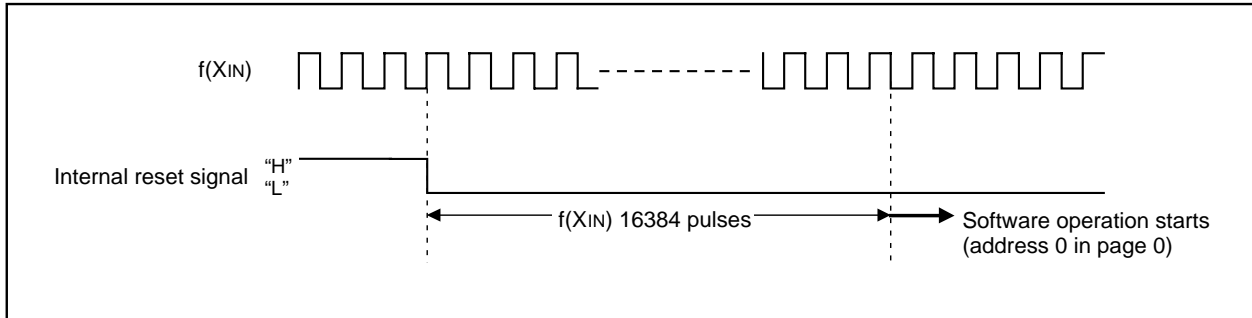 f(XIN)
Internal reset signal
“H”
“L”
f(XIN) 16384 pulses
Software operation starts
(address 0 in page 0)